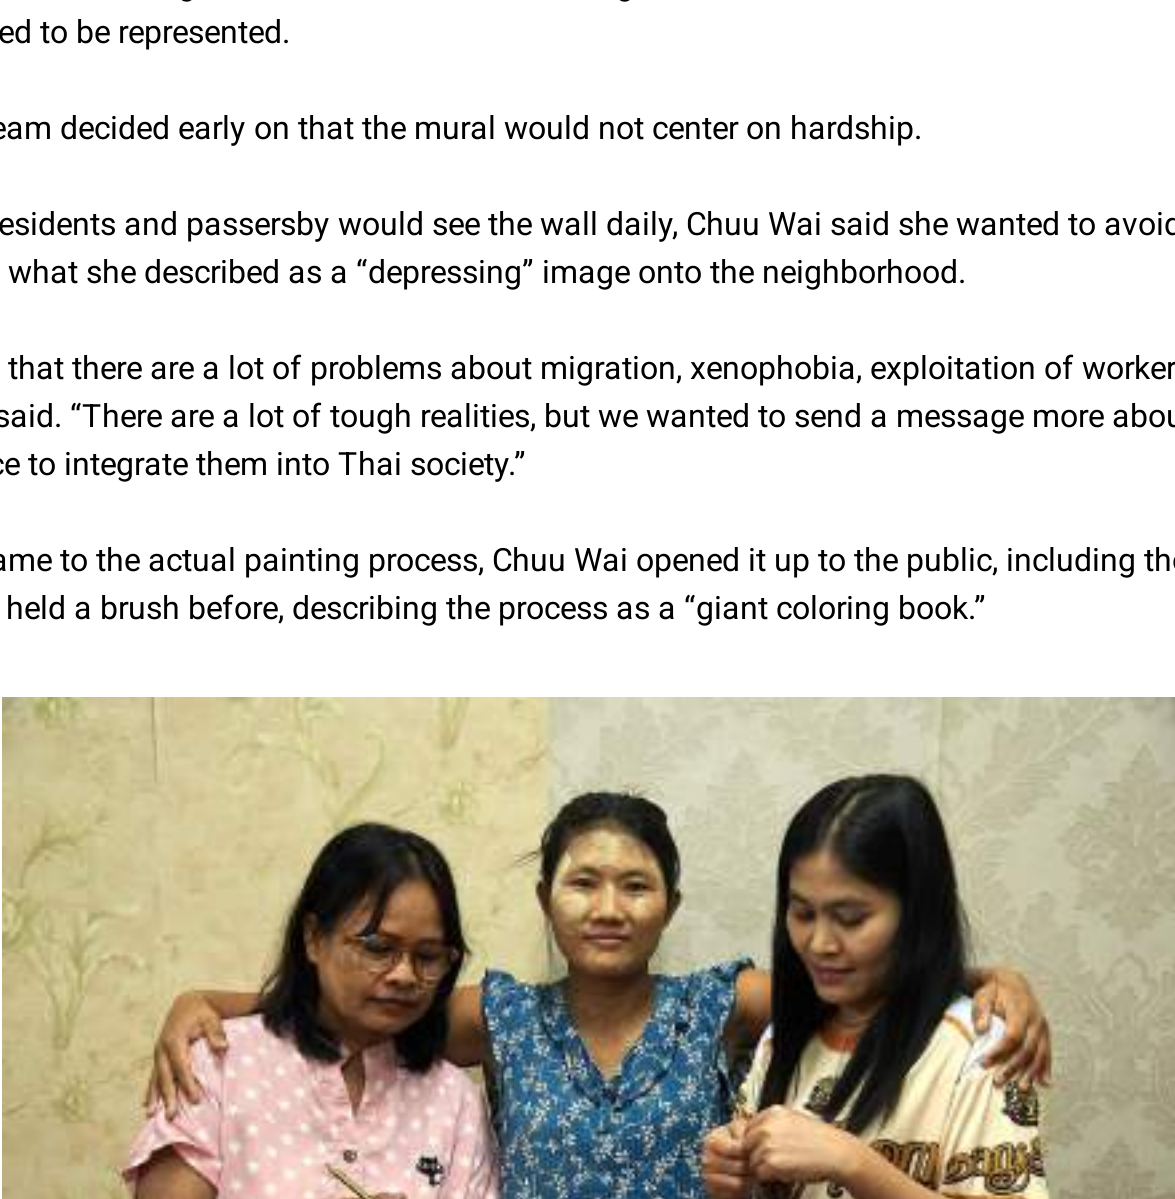 ed to be represented.
eam decided early on that the mural would not center on hardship.
esidents and passersby would see the wall daily, Chuu Wai said she wanted to avoid
what she described as a “depressing” image onto the neighborhood.
that there are a lot of problems about migration, xenophobia, exploitation of worker
said. “There are a lot of tough realities, but we wanted to send a message more abou
ce to integrate them into Thai society.”
ame to the actual painting process, Chuu Wai opened it up to the public, including the
held a brush before, describing the process as a “giant coloring book.”